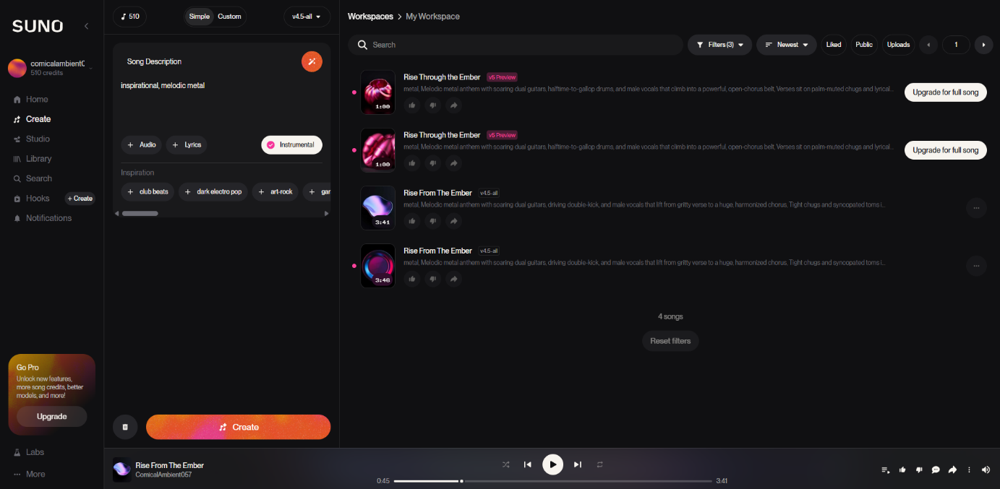 SUNO
comicalambient0
510 credits
Home
Create
Studio
Library
Search
Hooks
+ Create
Notifications
Go Pro
Unlock new features,
more song credits, better
models, and more!
Upgrade
Labs
More
510
Simple
Custom
v4.5-all
Song Description
inspirational, melodic metal
+ Audio
+ Lyrics
Instrumental
Inspiration
+ club beats
+ dark electro pop
+ art-rock
+ gar
Create
Workspaces > My Workspace
Search
Filters (3)
Newest
Liked
Public
Uploads
1
Rise Through the Ember v5 Preview
metal, Melodic metal anthem with soaring dual guitars, halftime-to-gallop drums, and male vocals that climb into a powerful, open-chorus belt, Verses sit on palm-muted chugs and lyrical...
1:00
Upgrade for full song
Rise Through the Ember v5 Preview
metal, Melodic metal anthem with soaring dual guitars, halftime-to-gallop drums, and male vocals that climb into a powerful, open-chorus belt, Verses sit on palm-muted chugs and lyrical...
1:00
Upgrade for full song
Rise From The Ember v4.5-all
metal, Melodic metal anthem with soaring dual guitars, driving double-kick, and male vocals that lift from gritty verse to a huge, harmonized chorus, Tight chugs and syncopated toms i...
3:41
Rise From The Ember v4.5-all
metal, Melodic metal anthem with soaring dual guitars, driving double-kick, and male vocals that lift from gritty verse to a huge, harmonized chorus, Tight chugs and syncopated toms i...
3:46
4 songs
Reset filters
Rise From The Ember
ComicalAmbient057
0:45
3:41